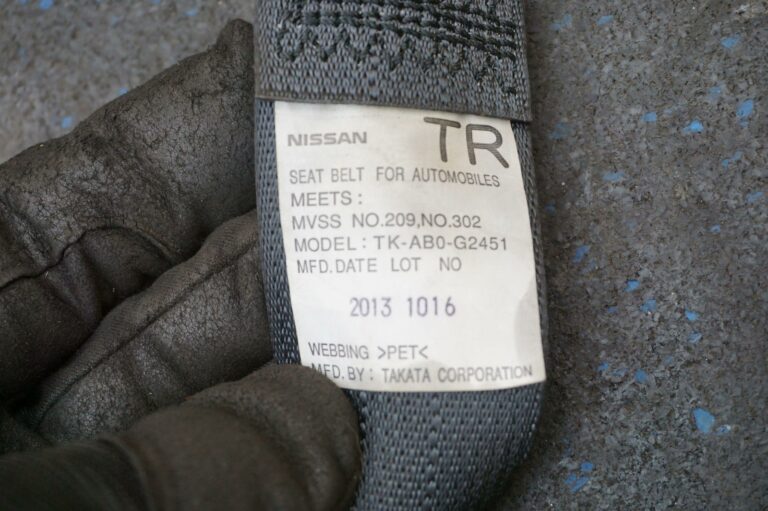 NISSAN TR
SEAT BELT FOR AUTOMOBILES
MEETS :
MVSS NO.209,NO.302
MODEL : TK-AB0-G2451
MFD.DATE LOT NO
2013 1016
WEBBING >PET<
MFD.BY : TAKATA CORPORATION